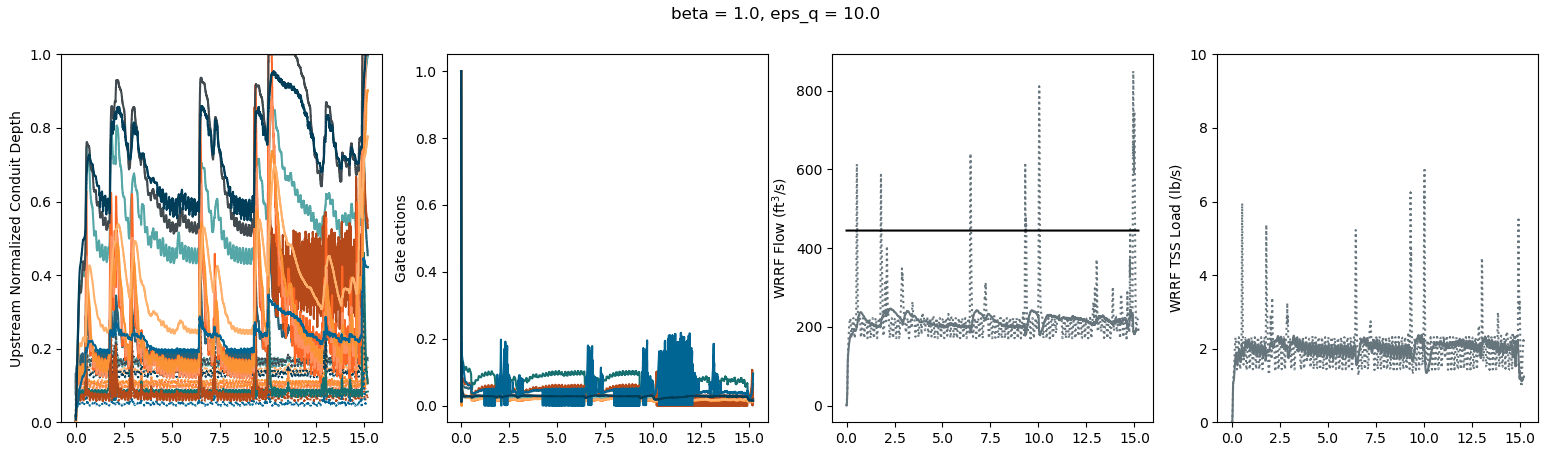 beta = 1.0, eps_q = 10.0
Upstream Normalized Conduit Depth
1.0
0.8
0.6
0.4
0.2
0.0
0.0 2.5 5.0 7.5 10.0 12.5 15.0
Gate actions
1.0
0.8
0.6
0.4
0.2
0.0
0.0 2.5 5.0 7.5 10.0 12.5 15.0
WRRF Flow (ft³/s)
800
600
400
200
0
0.0 2.5 5.0 7.5 10.0 12.5 15.0
WRRF TSS Load (lb/s)
10
8
6
4
2
0
0.0 2.5 5.0 7.5 10.0 12.5 15.0